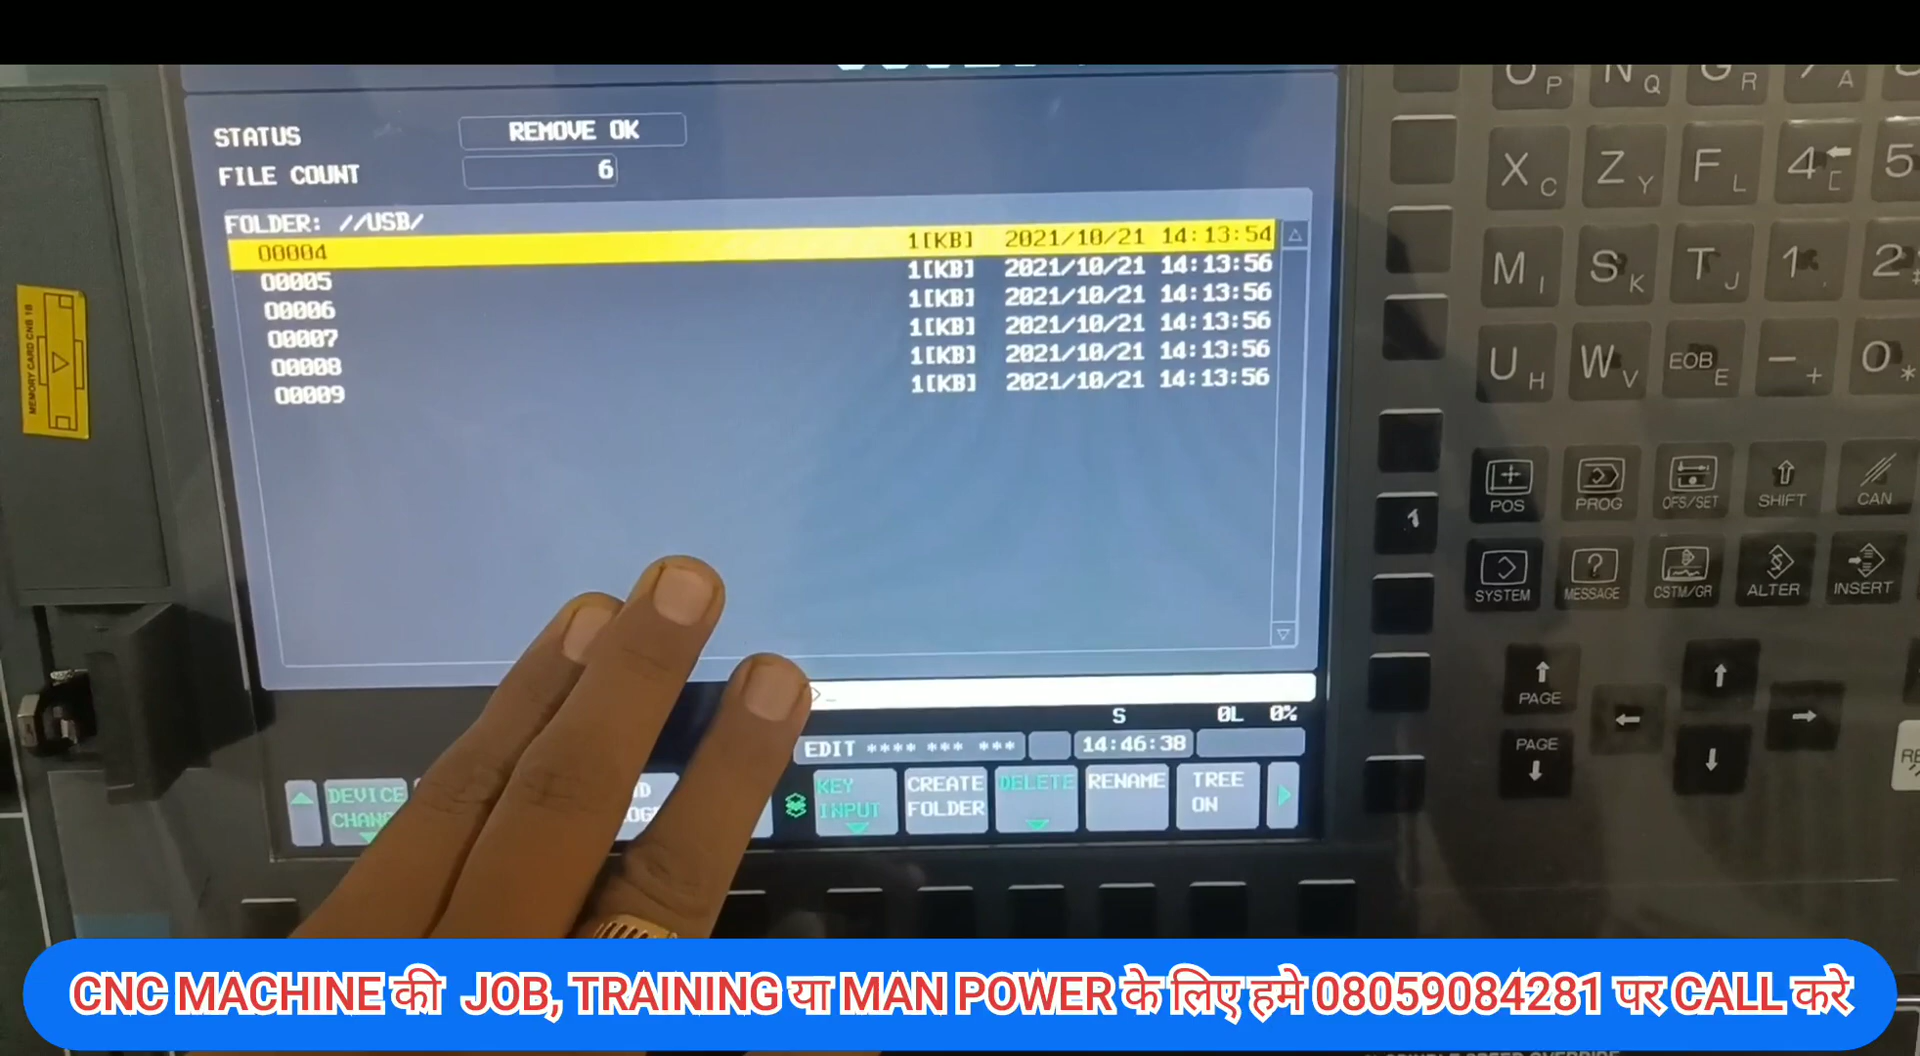 STATUS REMOVE OK
FILE COUNT 6
FOLDER: //USB/
O0004 1[KB] 2021/10/21 14:13:54
O0005 1[KB] 2021/10/21 14:13:56
O0006 1[KB] 2021/10/21 14:13:56
O0007 1[KB] 2021/10/21 14:13:56
O0008 1[KB] 2021/10/21 14:13:56
O0009 1[KB] 2021/10/21 14:13:56
>_
S 0L 0%
EDIT **** *** *** 14:46:38
DEVICE
KEY INPUT
CREATE FOLDER
DELETE
RENAME
TREE ON
MEMORY CARD CNB 18
P Q R A
X C Z Y F L 4 [ 5
M I S K T J 1 , 2 #
U H W V EOB E - + 0 *
POS PROG OFS/SET SHIFT CAN
SYSTEM MESSAGE CSTM/GR ALTER INSERT
PAGE
PAGE
CNC MACHINE की JOB, TRAINING या MAN POWER के लिए हमे 08059084281 पर CALL करे